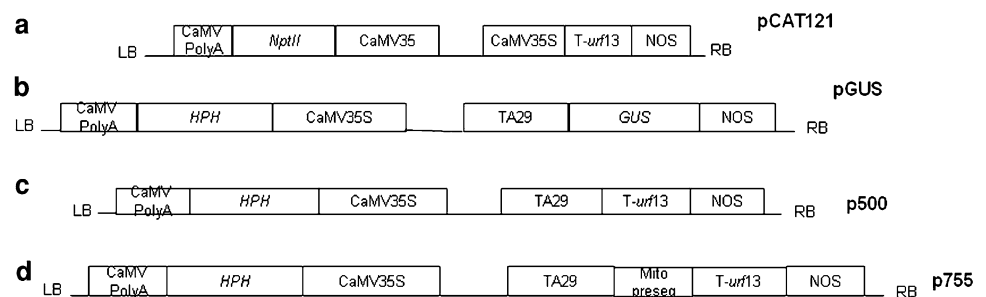 a
pCAT121
LB
CaMV
PolyA
NptII
CaMV35
CaMV35S
T-urf13
NOS
RB
b
pGUS
LB
CaMV
PolyA
HPH
CaMV35S
TA29
GUS
NOS
RB
c
LB
CaMV
PolyA
HPH
CaMV35S
TA29
T-urf13
NOS
RB
p500
d
LB
CaMV
PolyA
HPH
CaMV35S
TA29
Mito
preseq
T-urf13
NOS
RB
p755